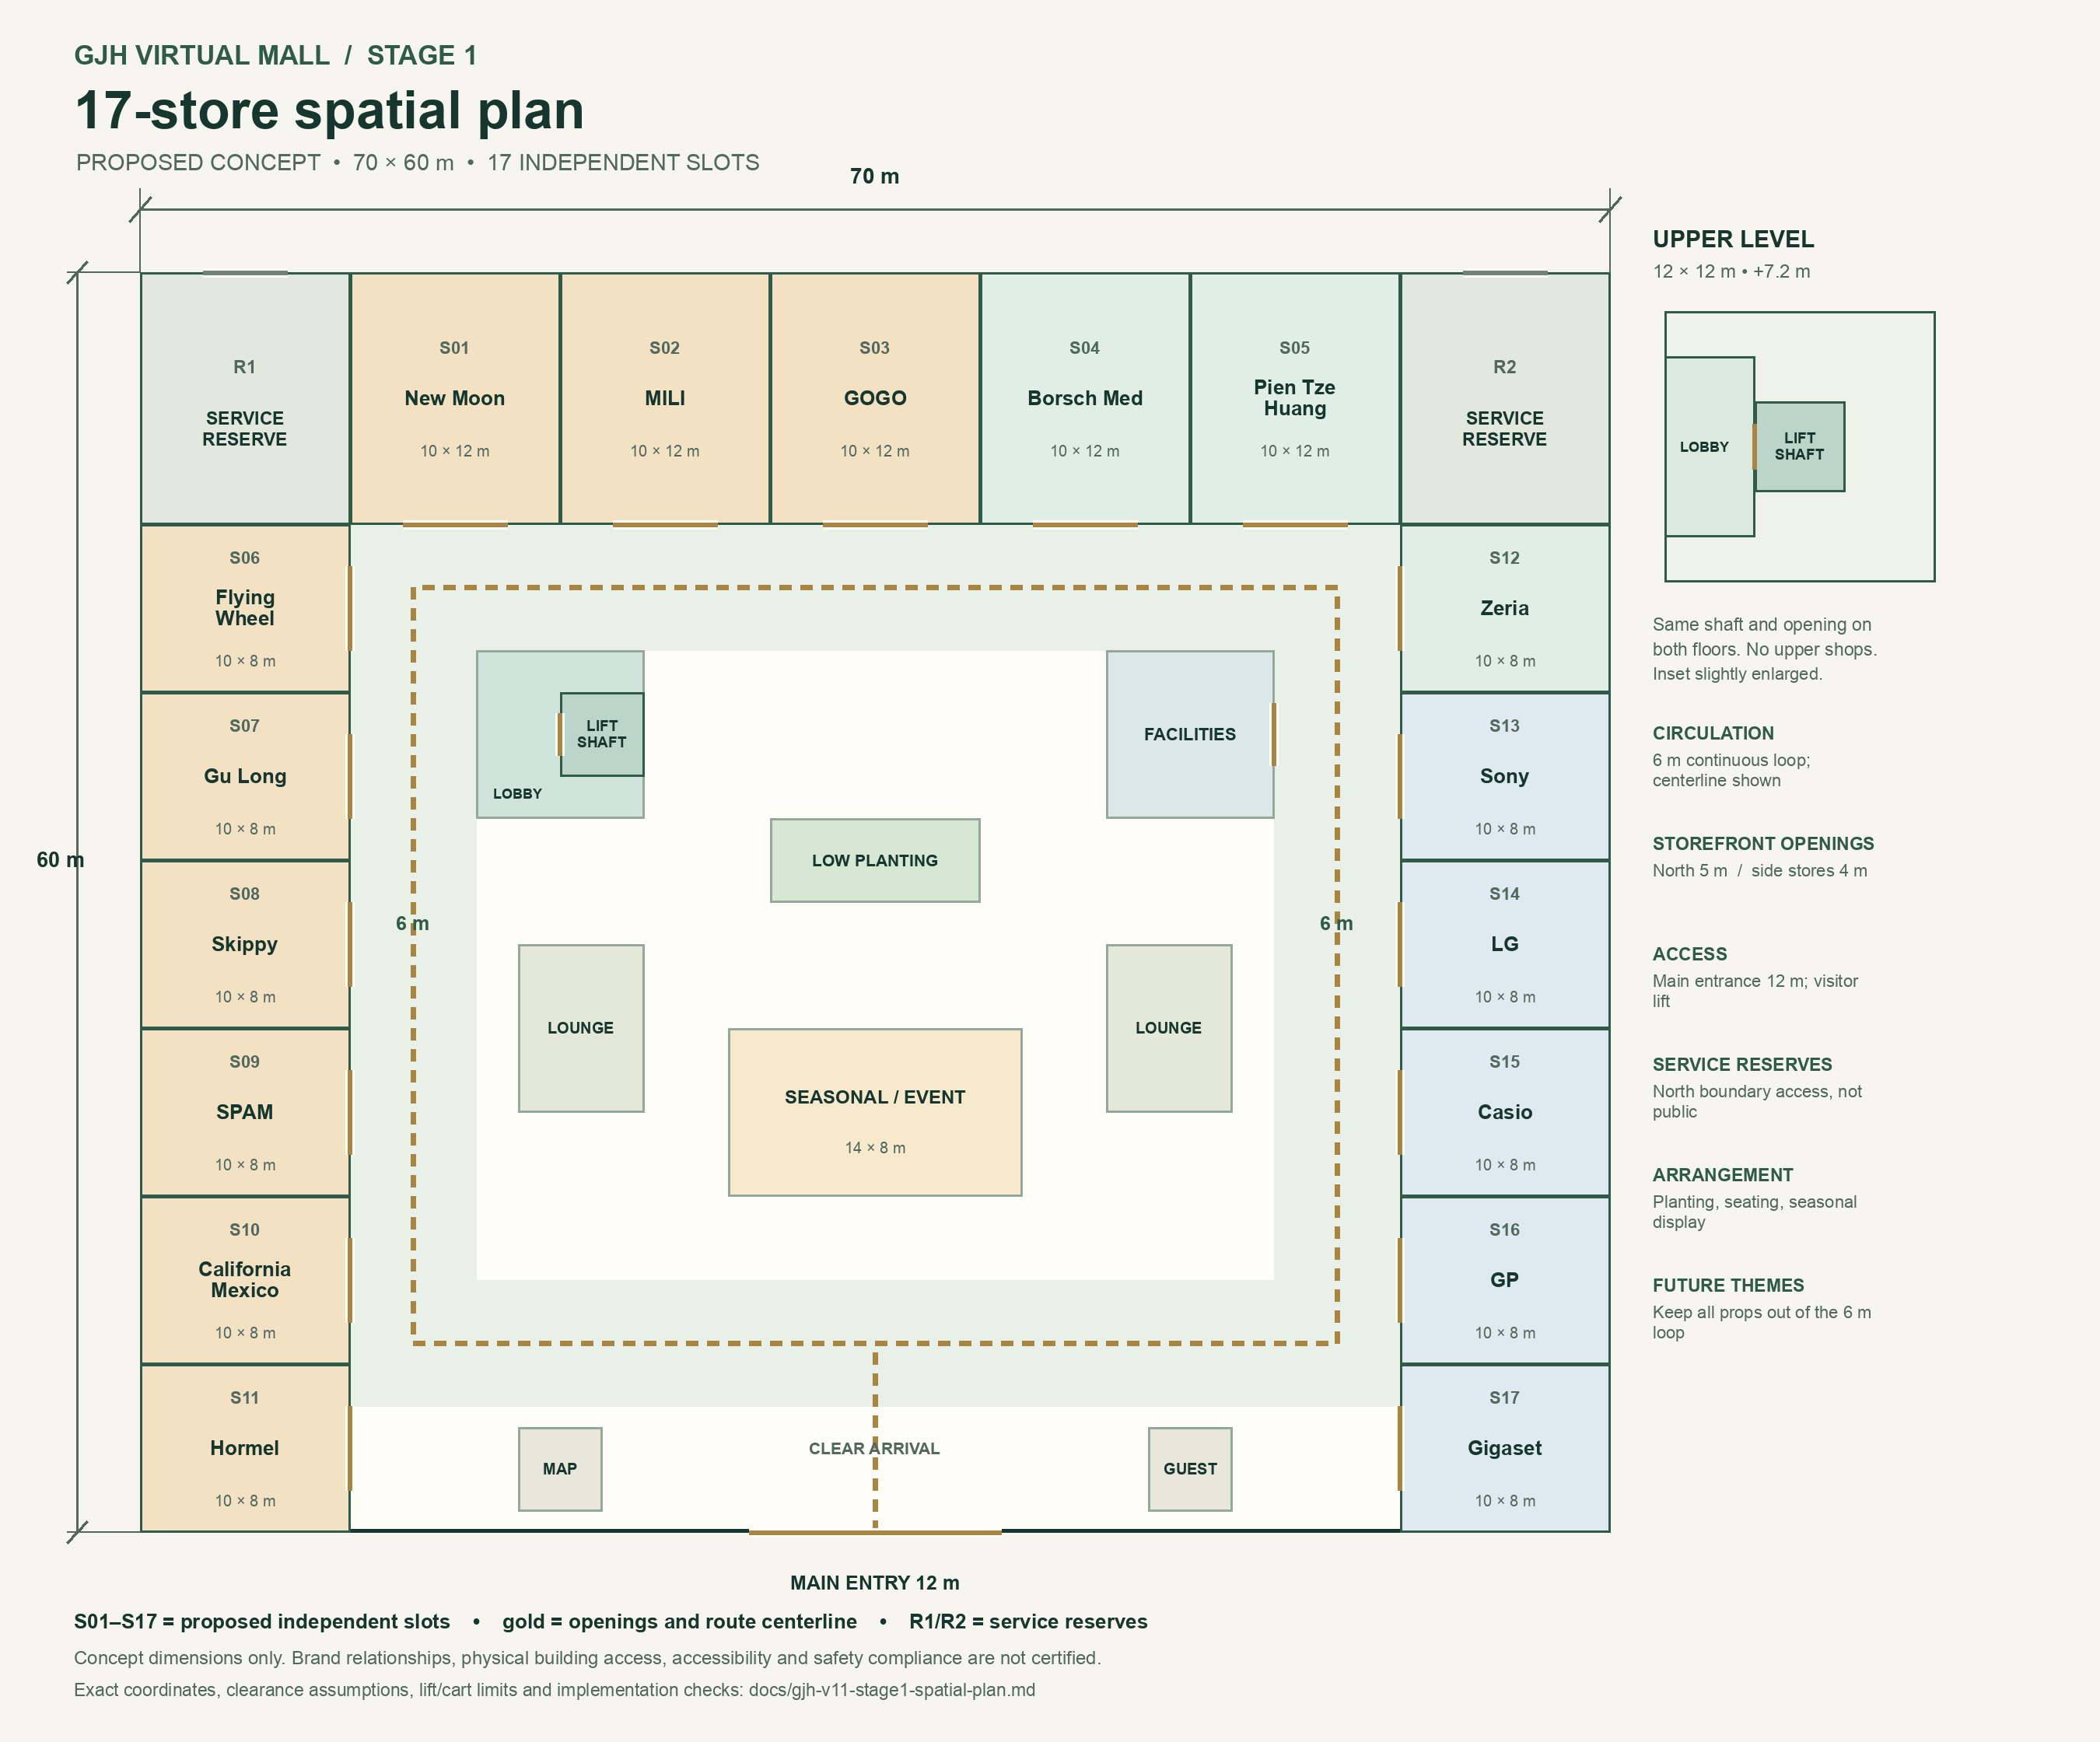 GJH VIRTUAL MALL / STAGE 1
17-store spatial plan
PROPOSED CONCEPT • 70 × 60 m • 17 INDEPENDENT SLOTS
70 m
60 m
R1
SERVICE
RESERVE
S01
New Moon
10 × 12 m
S02
MILI
10 × 12 m
S03
GOGO
10 × 12 m
S04
Borsch Med
10 × 12 m
S05
Pien Tze
Huang
10 × 12 m
R2
SERVICE
RESERVE
S06
Flying
Wheel
10 × 8 m
S07
Gu Long
10 × 8 m
S08
Skippy
10 × 8 m
S09
SPAM
10 × 8 m
S10
California
Mexico
10 × 8 m
S11
Hormel
10 × 8 m
LIFT
SHAFT
LOBBY
FACILITIES
LOW PLANTING
6 m
6 m
LOUNGE
LOUNGE
SEASONAL / EVENT
14 × 8 m
MAP
CLEAR ARRIVAL
GUEST
S12
Zeria
10 × 8 m
S13
Sony
10 × 8 m
S14
LG
10 × 8 m
S15
Casio
10 × 8 m
S16
GP
10 × 8 m
S17
Gigaset
10 × 8 m
MAIN ENTRY 12 m
UPPER LEVEL
12 × 12 m • +7.2 m
LOBBY
LIFT
SHAFT
Same shaft and opening on
both floors. No upper shops.
Inset slightly enlarged.
CIRCULATION
6 m continuous loop;
centerline shown
STOREFRONT OPENINGS
North 5 m / side stores 4 m
ACCESS
Main entrance 12 m; visitor
lift
SERVICE RESERVES
North boundary access, not
public
ARRANGEMENT
Planting, seating, seasonal
display
FUTURE THEMES
Keep all props out of the 6 m
loop
S01–S17 = proposed independent slots • gold = openings and route centerline • R1/R2 = service reserves
Concept dimensions only. Brand relationships, physical building access, accessibility and safety compliance are not certified.
Exact coordinates, clearance assumptions, lift/cart limits and implementation checks: docs/gjh-v11-stage1-spatial-plan.md